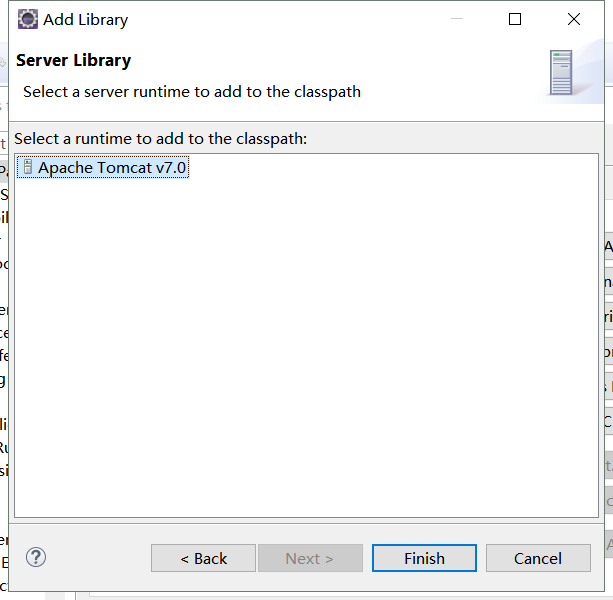 Add Library
Server Library
Select a server runtime to add to the classpath
Select a runtime to add to the classpath:
Apache Tomcat v7.0
?
< Back
Next >
Finish
Cancel